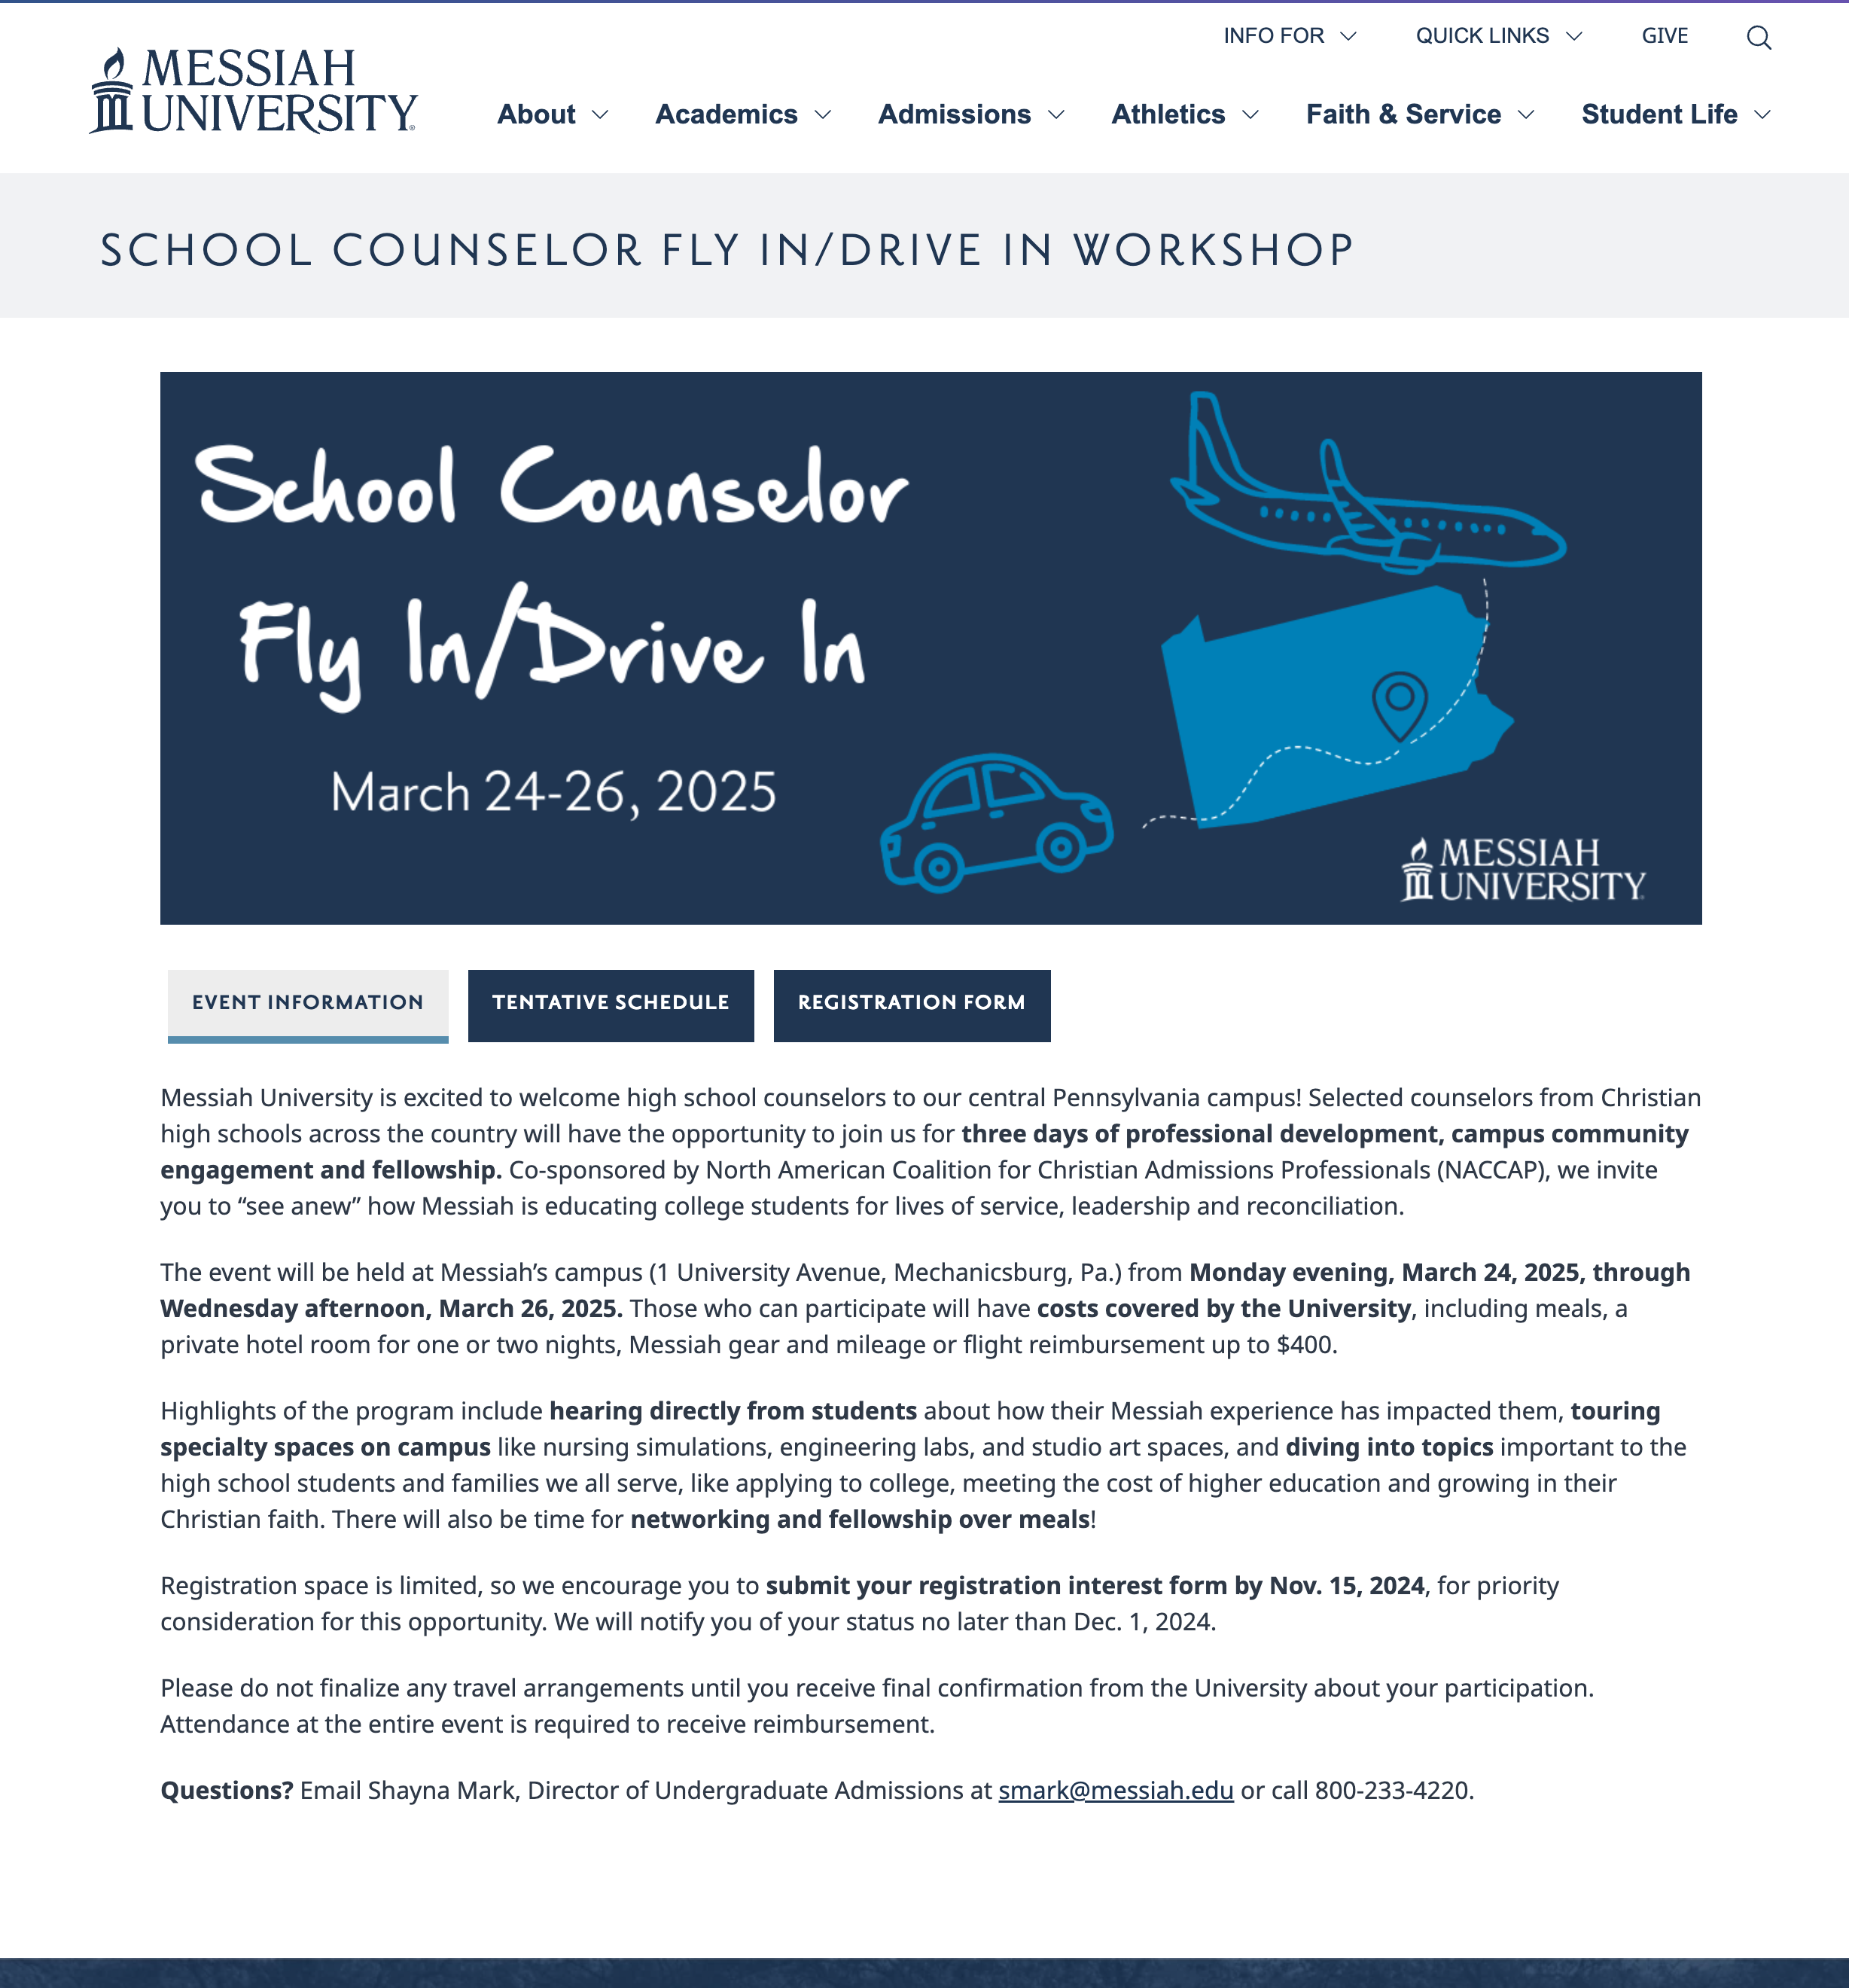 INFO FOR QUICK LINKS GIVE
MESSIAH
UNIVERSITY®
About Academics Admissions Athletics Faith & Service Student Life
SCHOOL COUNSELOR FLY IN/DRIVE IN WORKSHOP
School Counselor
Fly In/Drive In
March 24-26, 2025
MESSIAH
UNIVERSITY
EVENT INFORMATION TENTATIVE SCHEDULE REGISTRATION FORM
Messiah University is excited to welcome high school counselors to our central Pennsylvania campus! Selected counselors from Christian
high schools across the country will have the opportunity to join us for three days of professional development, campus community
engagement and fellowship. Co-sponsored by North American Coalition for Christian Admissions Professionals (NACCAP), we invite
you to “see anew” how Messiah is educating college students for lives of service, leadership and reconciliation.
The event will be held at Messiah’s campus (1 University Avenue, Mechanicsburg, Pa.) from Monday evening, March 24, 2025, through
Wednesday afternoon, March 26, 2025. Those who can participate will have costs covered by the University, including meals, a
private hotel room for one or two nights, Messiah gear and mileage or flight reimbursement up to $400.
Highlights of the program include hearing directly from students about how their Messiah experience has impacted them, touring
specialty spaces on campus like nursing simulations, engineering labs, and studio art spaces, and diving into topics important to the
high school students and families we all serve, like applying to college, meeting the cost of higher education and growing in their
Christian faith. There will also be time for networking and fellowship over meals!
Registration space is limited, so we encourage you to submit your registration interest form by Nov. 15, 2024, for priority
consideration for this opportunity. We will notify you of your status no later than Dec. 1, 2024.
Please do not finalize any travel arrangements until you receive final confirmation from the University about your participation.
Attendance at the entire event is required to receive reimbursement.
Questions? Email Shayna Mark, Director of Undergraduate Admissions at smark@messiah.edu or call 800-233-4220.